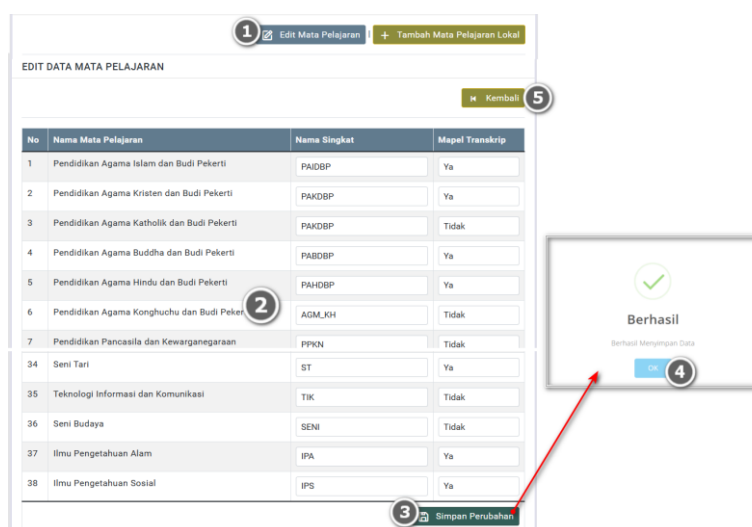 1 Edit Mata Pelajaran | + Tambah Mata Pelajaran Lokal
EDIT DATA MATA PELAJARAN
Kembali 5
No Nama Mata Pelajaran Nama Singkat Mapel Transkrip
1 Pendidikan Agama Islam dan Budi Pekerti PAIDBP Ya
2 Pendidikan Agama Kristen dan Budi Pekerti PAKDBP Ya
3 Pendidikan Agama Katholik dan Budi Pekerti PAKDBP Tidak
4 Pendidikan Agama Buddha dan Budi Pekerti PABDBP Ya
5 Pendidikan Agama Hindu dan Budi Pekerti PAHDBP Ya
6 Pendidikan Agama Konghuchu dan Budi Peker 2 AGM_KH Tidak
7 Pendidikan Pancasila dan Kewarganegaraan PPKN Tidak
34 Seni Tari ST Ya
35 Teknologi Informasi dan Komunikasi TIK Tidak
36 Seni Budaya SENI Tidak
37 Ilmu Pengetahuan Alam IPA Ya
38 Ilmu Pengetahuan Sosial IPS Ya
3 Simpan Perubahan
Berhasil
Berhasil Menyimpan Data
OK 4